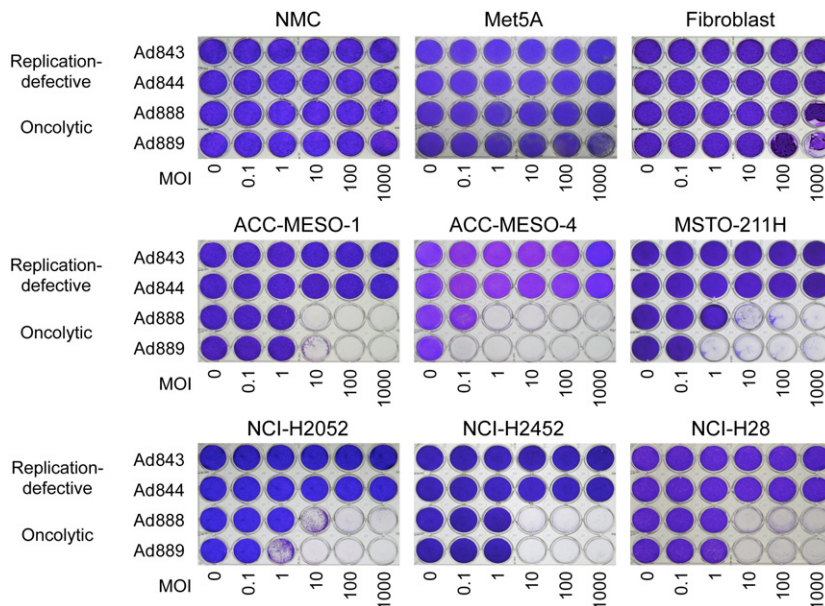 NMC Met5A Fibroblast
Replication-
defective
Ad843
Ad844
Oncolytic
Ad888
Ad889
MOI 0 0.1 1 10 100 1000 0 0.1 1 10 100 1000 0 0.1 1 10 100 1000
ACC-MESO-1 ACC-MESO-4 MSTO-211H
Replication-
defective
Ad843
Ad844
Oncolytic
Ad888
Ad889
MOI 0 0.1 1 10 100 1000 0 0.1 1 10 100 1000 0 0.1 1 10 100 1000
NCI-H2052 NCI-H2452 NCI-H28
Replication-
defective
Ad843
Ad844
Oncolytic
Ad888
Ad889
MOI 0 0.1 1 10 100 1000 0 0.1 1 10 100 1000 0 0.1 1 10 100 1000